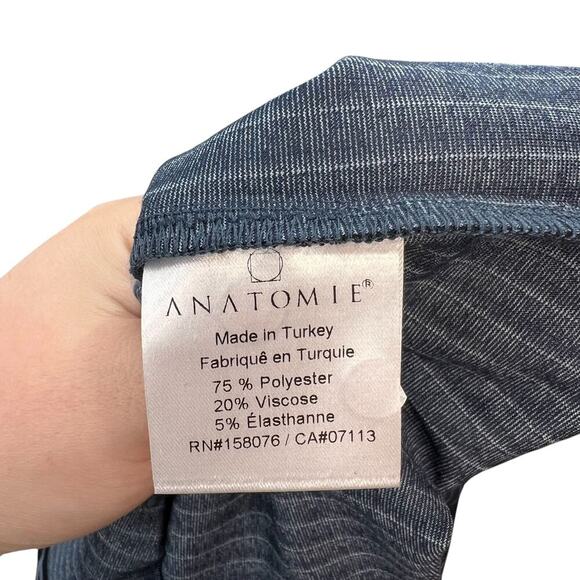 ANATOMIE®
Made in Turkey
Fabriquê en Turquie
75 % Polyester
20% Viscose
5% Élasthanne
RN#158076 / CA#07113